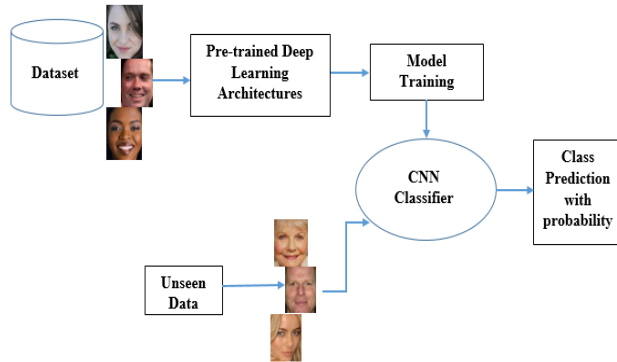 Dataset
Pre-trained Deep
Learning
Architectures
Model
Training
CNN
Classifier
Class
Prediction
with
probability
Unseen
Data